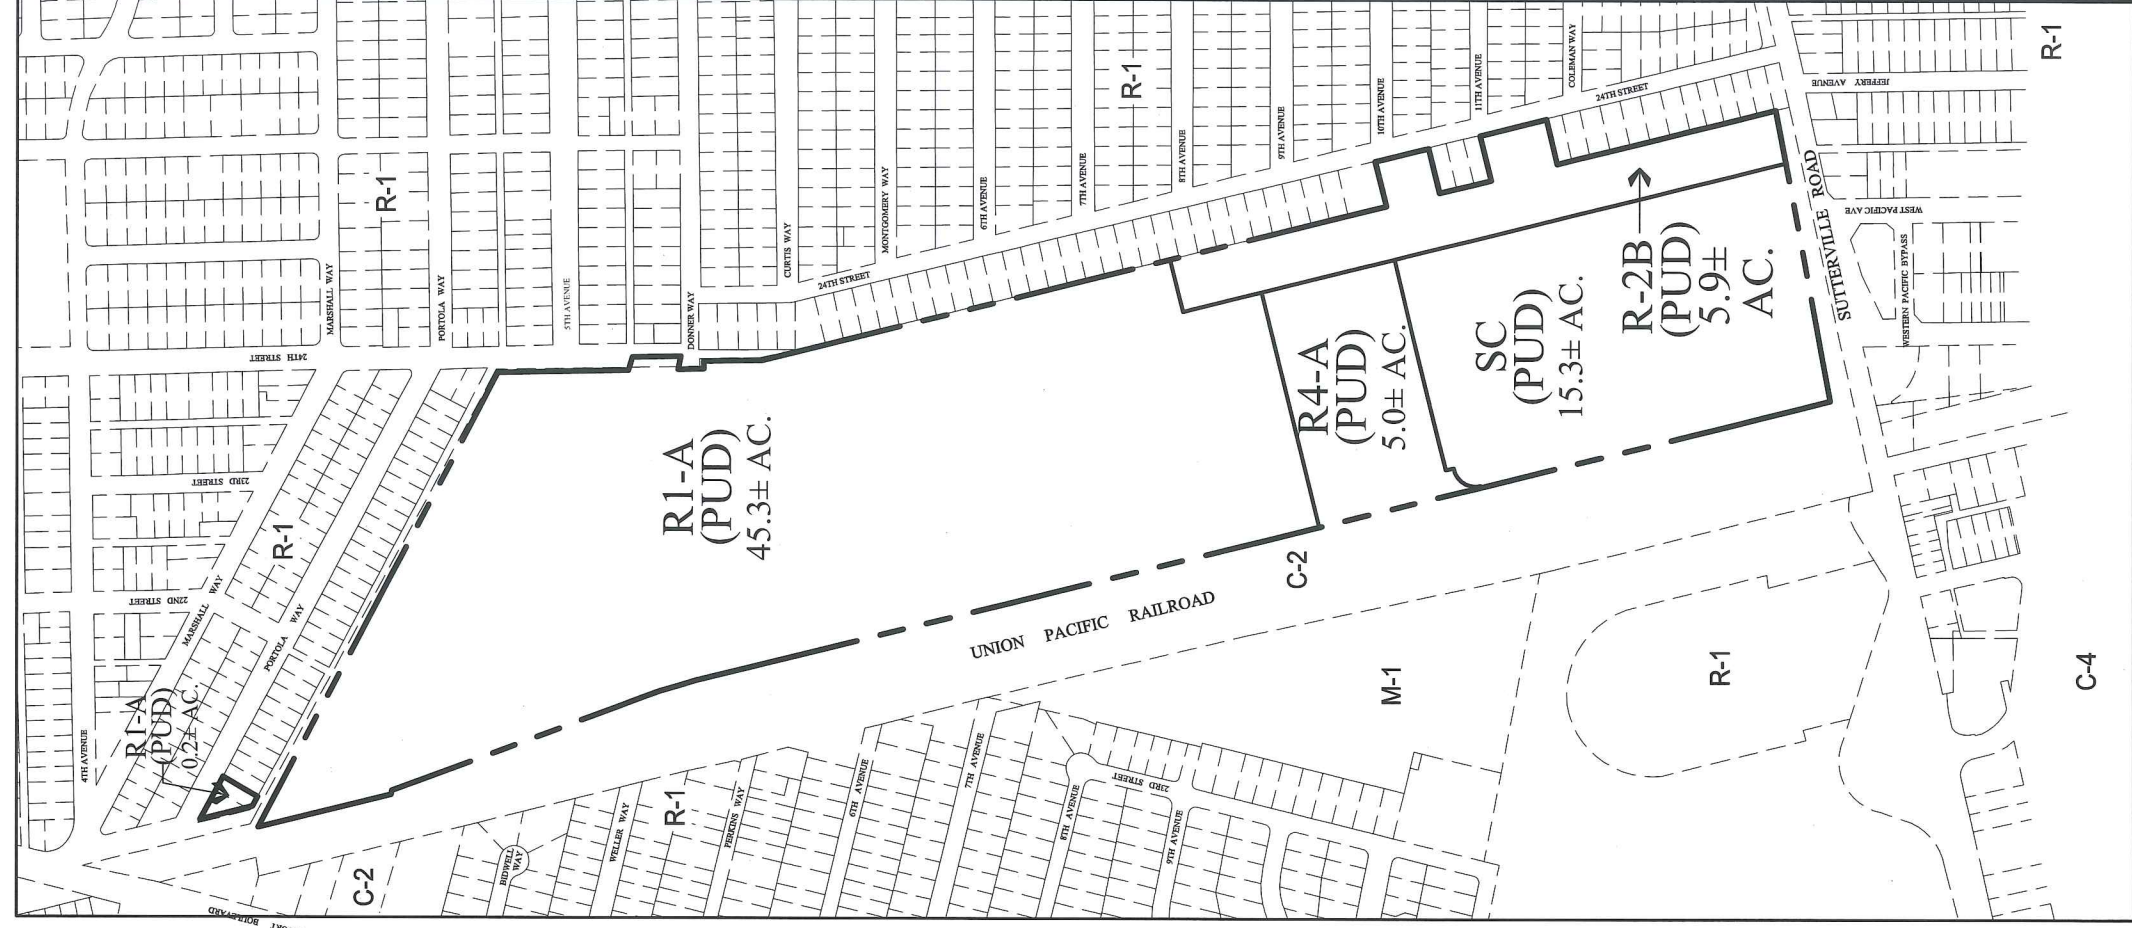 R-1
JEFFERY AVENUE
COLEMAN WAY
11TH AVENUE
10TH AVENUE
9TH AVENUE
8TH AVENUE
R-1
7TH AVENUE
6TH AVENUE
MONTGOMERY WAY
CURTIS WAY
24TH STREET
24TH STREET
R-1
MARSHALL WAY
PORTOLA WAY
5TH AVENUE
DONNER WAY
24TH STREET
SUTTERVILLE ROAD
WEST PACIFIC AVE
WESTERN PACIFIC BYPASS
R-2B
(PUD)
5.9±
AC.
SC
(PUD)
15.3± AC.
R4-A
(PUD)
5.0± AC.
R1-A
(PUD)
45.3± AC.
23RD STREET
R-1
22ND STREET
MARSHALL WAY
PORTOLA WAY
4TH AVENUE
R1-A
(PUD)
0.2± AC.
C-2
UNION PACIFIC RAILROAD
M-1
R-1
C-4
R-1
WELLER WAY
PERKINS WAY
6TH AVENUE
7TH AVENUE
8TH AVENUE
9TH AVENUE
23RD STREET
BIDWELL
WAY
C-2
BOULEVARD